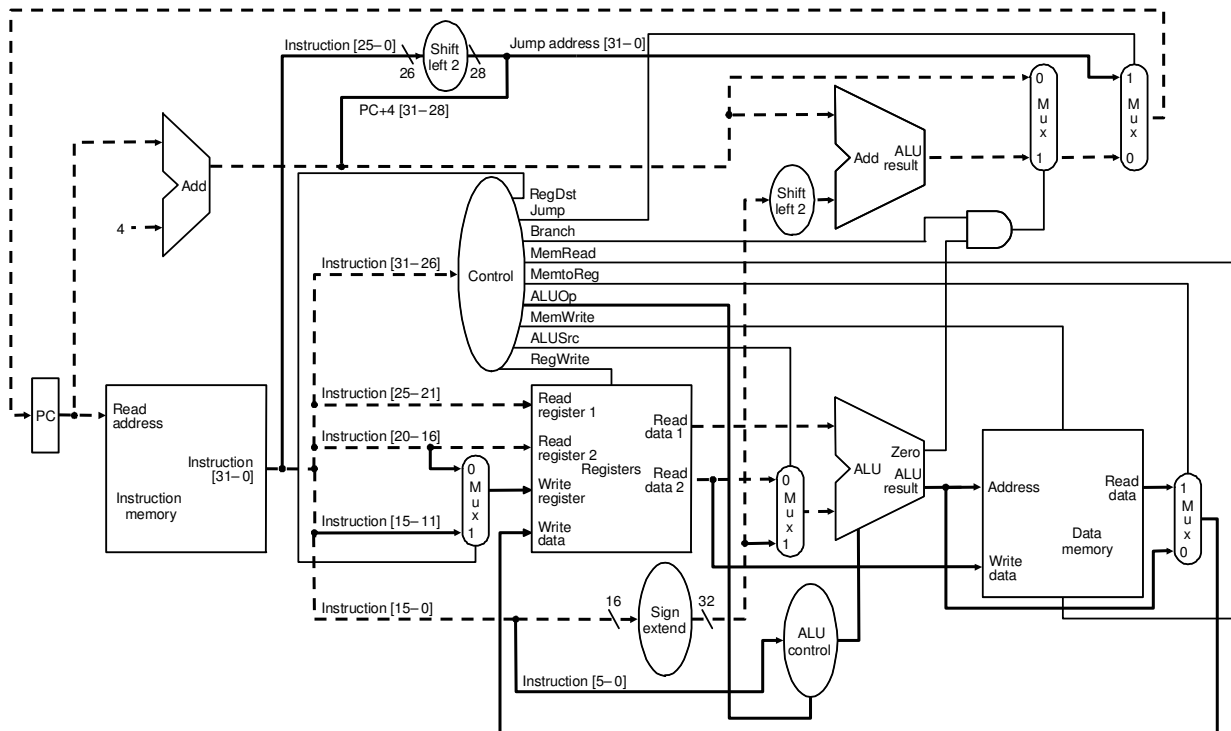 Instruction [25–0]
26
Shift
left 2
28
Jump address [31–0]
PC+4 [31–28]
Add
4
0
M
u
x
1
1
M
u
x
0
Add
ALU
result
Shift
left 2
RegDst
Jump
Branch
MemRead
MemtoReg
ALUOp
MemWrite
ALUSrc
RegWrite
Control
Instruction [31–26]
PC
Read
address
Instruction
[31–0]
Instruction
memory
Instruction [25–21]
Instruction [20–16]
Instruction [15–11]
0
M
u
x
1
Read
register 1
Read
register 2
Write
register
Write
data
Registers
Read
data 1
Read
data 2
0
M
u
x
1
Zero
ALU
ALU
result
Address
Read
data
Data
memory
Write
data
1
M
u
x
0
Instruction [15–0]
16
Sign
extend
32
ALU
control
Instruction [5–0]